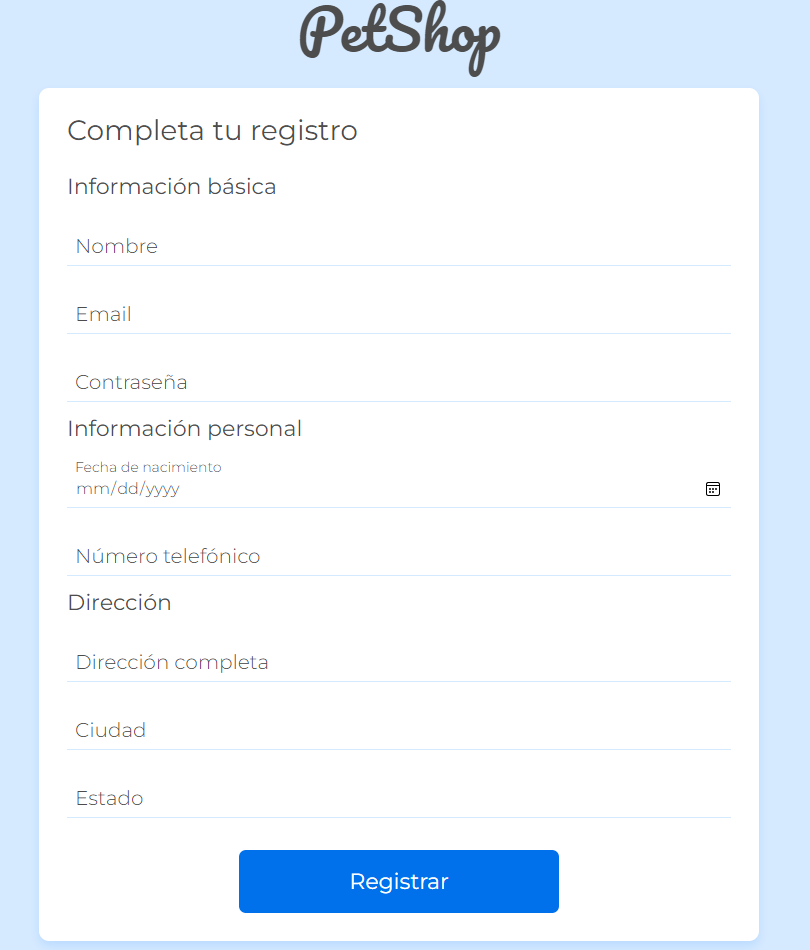 PetShop
Completa tu registro
Información básica
Nombre
Email
Contraseña
Información personal
Fecha de nacimiento
mm/dd/yyyy
Número telefónico
Dirección
Dirección completa
Ciudad
Estado
Registrar